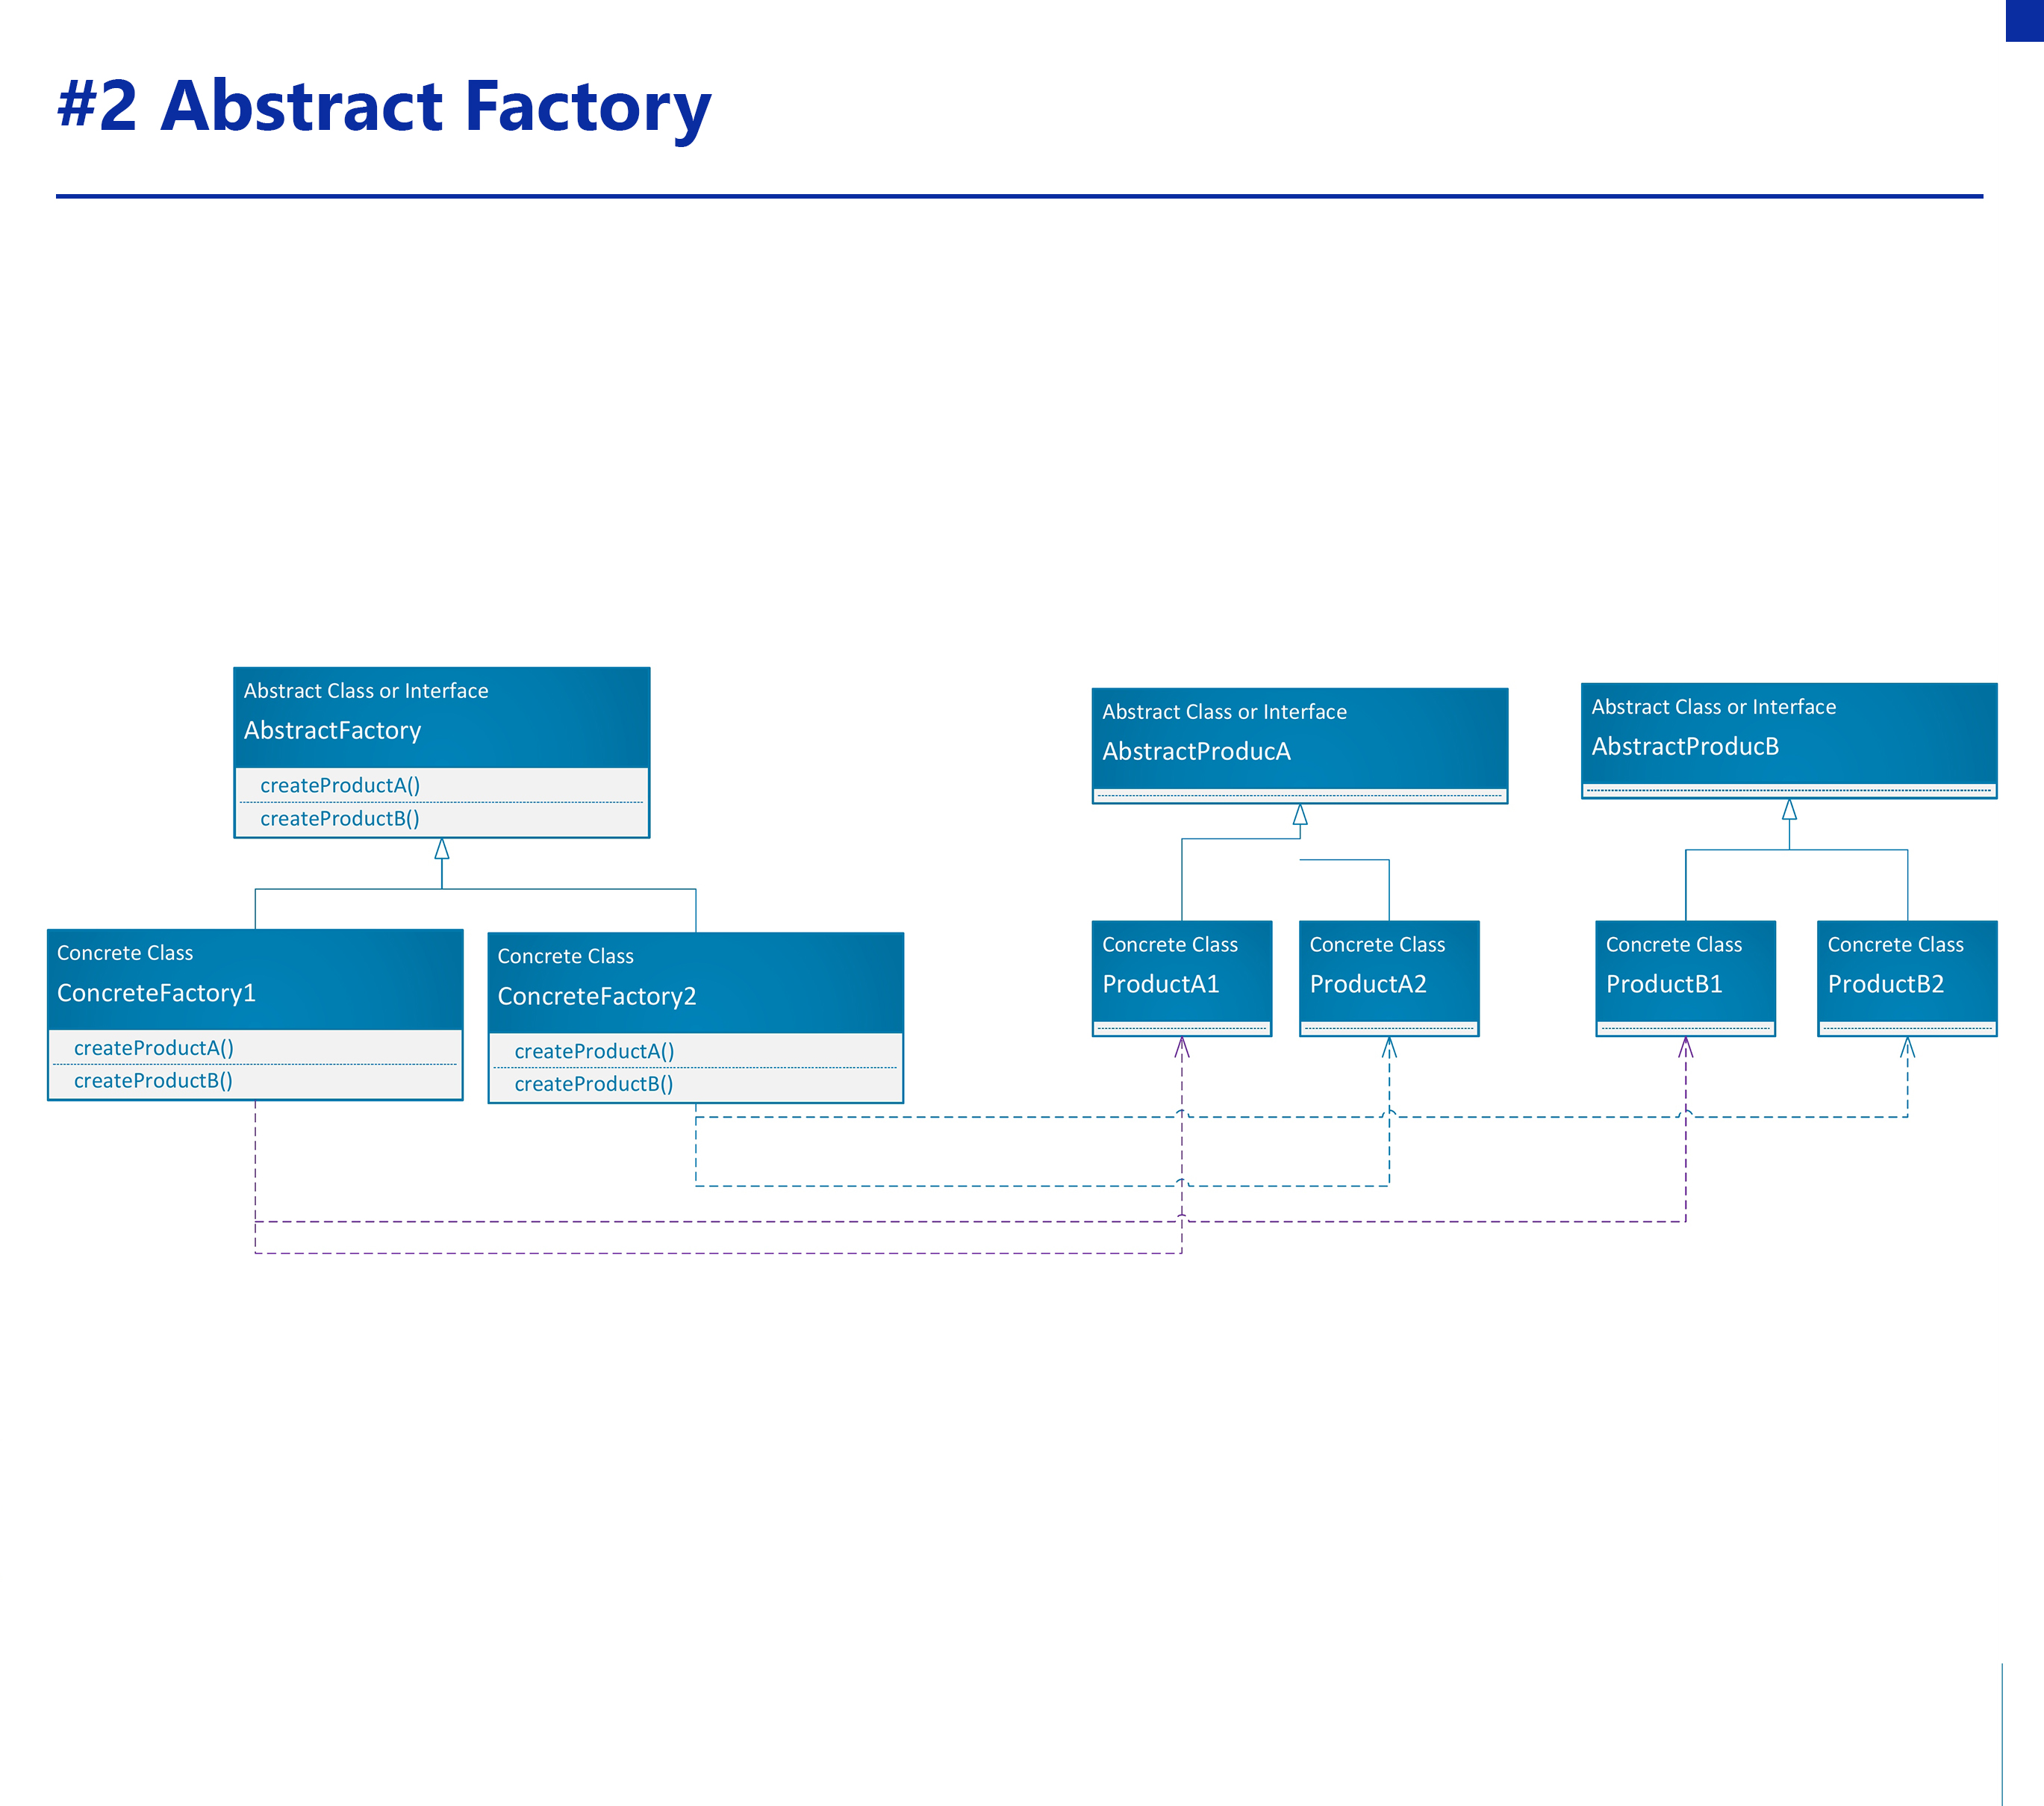 #2 Abstract Factory
Abstract Class or Interface
AbstractFactory
createProductA()
createProductB()
Concrete Class
ConcreteFactory1
createProductA()
createProductB()
Concrete Class
ConcreteFactory2
createProductA()
createProductB()
Abstract Class or Interface
AbstractProducA
Concrete Class
ProductA1
Concrete Class
ProductA2
Abstract Class or Interface
AbstractProducB
Concrete Class
ProductB1
Concrete Class
ProductB2